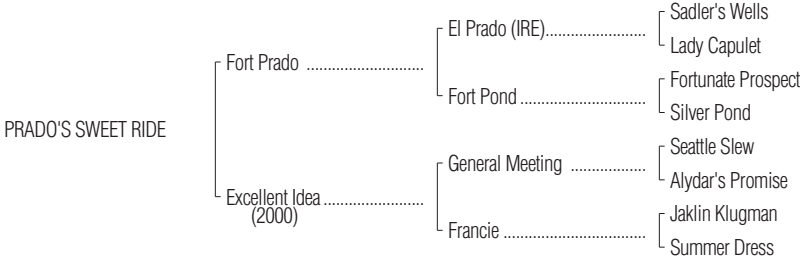 Sadler's Wells
El Prado (IRE)........................
Lady Capulet
Fort Prado ............................
Fortunate Prospect
Fort Pond ..............................
Silver Pond
PRADO'S SWEET RIDE
Seattle Slew
General Meeting ..................
Alydar's Promise
Excellent Idea ........................
(2000)
Jaklin Klugman
Francie ..................................
Summer Dress